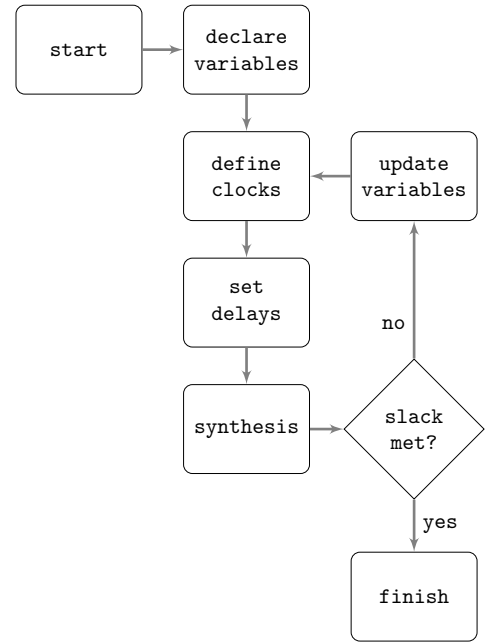 start
declare
variables
define
clocks
update
variables
set
delays
no
synthesis
slack
met?
yes
finish